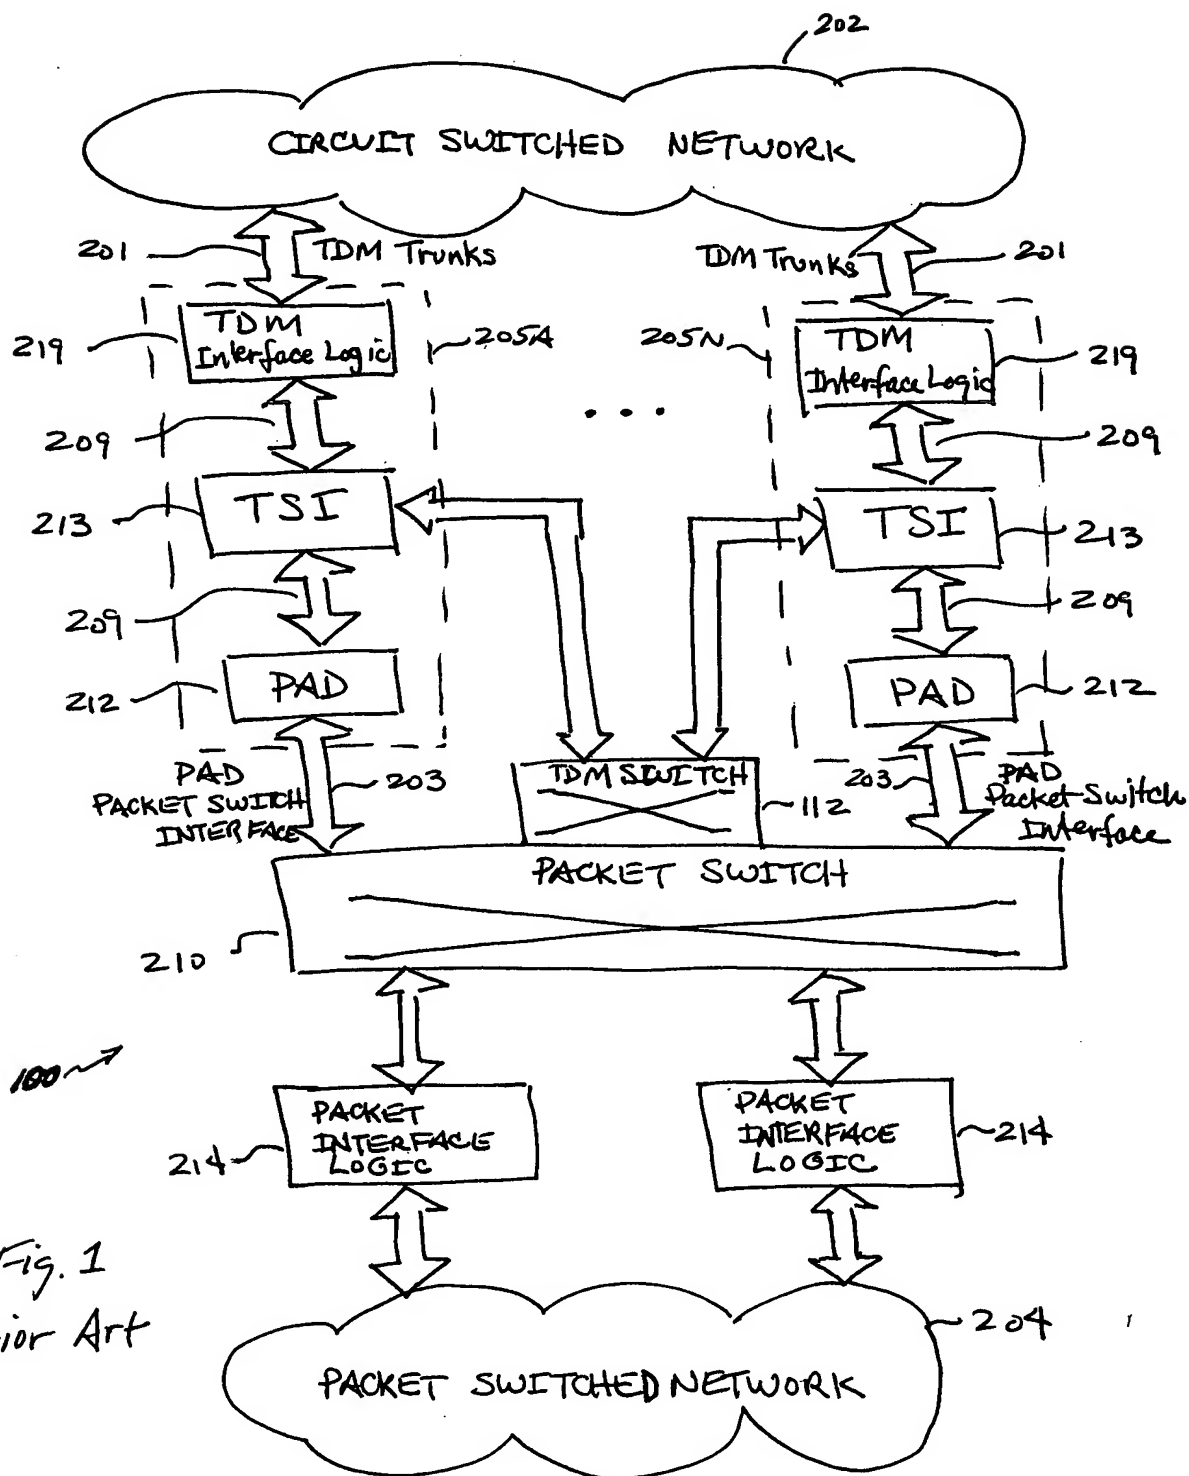 202
CIRCUIT SWITCHED NETWORK
201
TDM Trunks
TDM Trunks
201
219
TDM
Interface Logic
205A
205N
TDM
Interface Logic
219
209
209
...
213
TSI
TSI
213
209
209
212
PAD
PAD
212
PAD
PACKET SWITCH
INTERFACE
203
TDM SWITCH
112
203
PAD
Packet-Switch
Interface
PACKET SWITCH
210
100
PACKET
INTERFACE
LOGIC
214
PACKET
INTERFACE
LOGIC
214
Fig. 1
ior Art
204
PACKET SWITCHED NETWORK